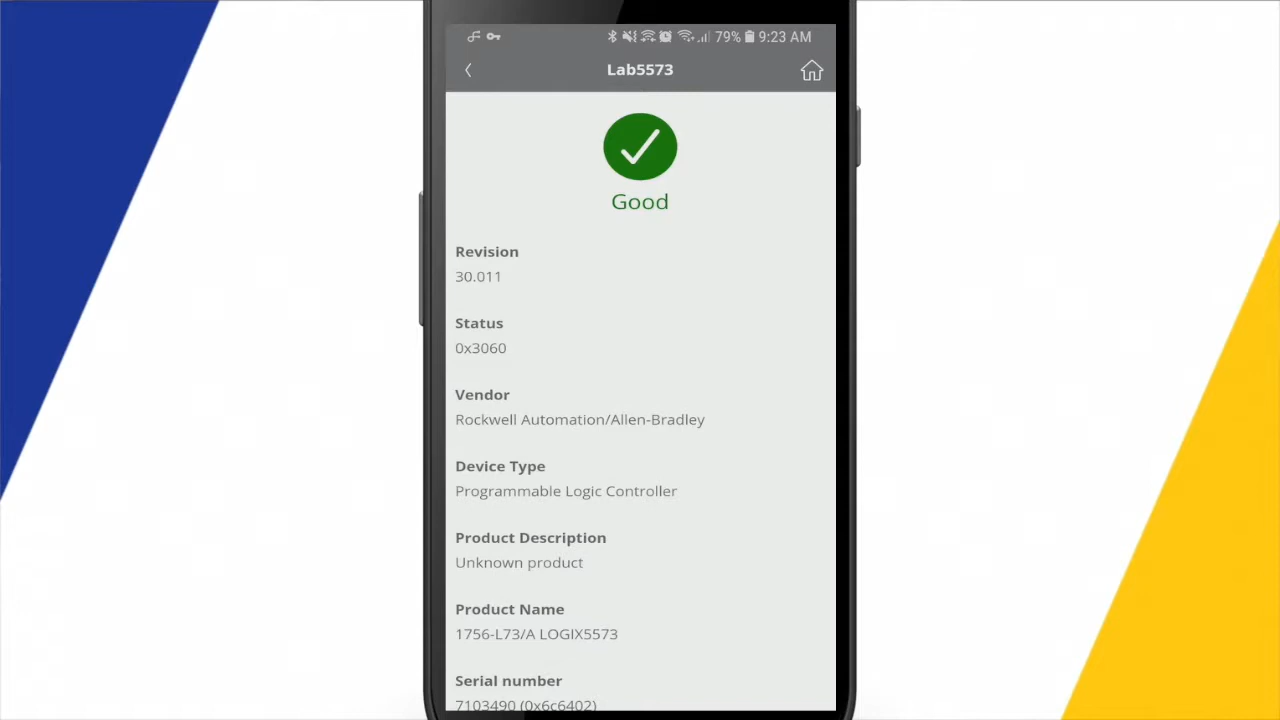 79% 9:23 AM
Lab5573
Good
Revision
30.011
Status
0x3060
Vendor
Rockwell Automation/Allen-Bradley
Device Type
Programmable Logic Controller
Product Description
Unknown product
Product Name
1756-L73/A LOGIX5573
Serial number
7103490 (0x6c6402)